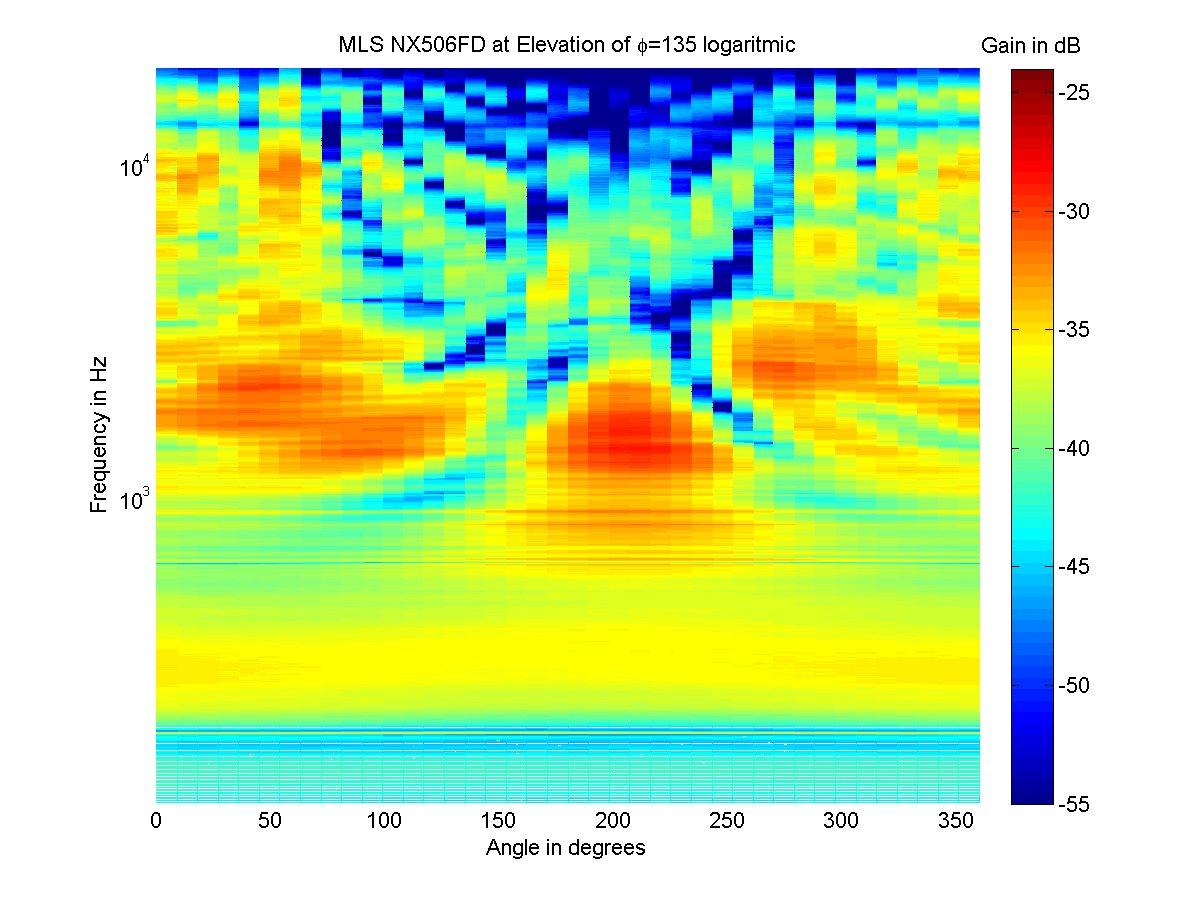 MLS NX506FD at Elevation of ϕ=135 logaritmic
Gain in dB
-25
-30
-35
-40
-45
-50
-55
Frequency in Hz
10⁴
10³
0 50 100 150 200 250 300 350
Angle in degrees